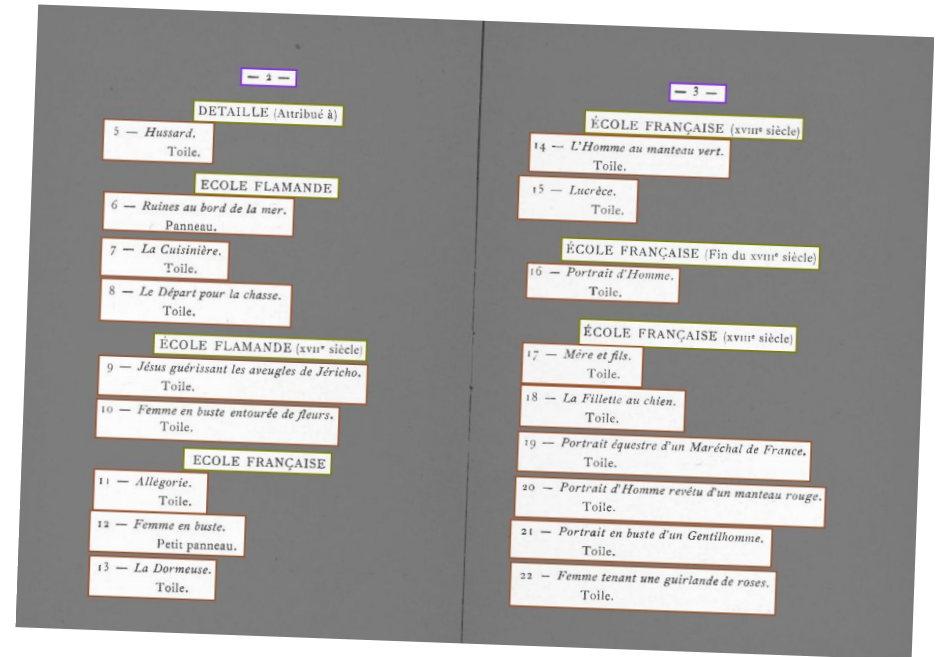 — 2 —
DETAILLE (Attribué à)
5 — Hussard.
Toile.
ECOLE FLAMANDE
6 — Ruines au bord de la mer.
Panneau.
7 — La Cuisinière.
Toile.
8 — Le Départ pour la chasse.
Toile.
ÉCOLE FLAMANDE (XVIIe siècle)
9 — Jésus guérissant les aveugles de Jéricho.
Toile.
10 — Femme en buste entourée de fleurs.
Toile.
ECOLE FRANÇAISE
11 — Allégorie.
Toile.
12 — Femme en buste.
Petit panneau.
13 — La Dormeuse.
Toile.
— 3 —
ÉCOLE FRANÇAISE (XVIIIe siècle)
14 — L'Homme au manteau vert.
Toile.
15 — Lucrèce.
Toile.
ÉCOLE FRANÇAISE (Fin du XVIIIe siècle)
16 — Portrait d'Homme.
Toile.
ÉCOLE FRANÇAISE (XVIIIe siècle)
17 — Mère et fils.
Toile.
18 — La Fillette au chien.
Toile.
19 — Portrait équestre d'un Maréchal de France.
Toile.
20 — Portrait d'Homme revêtu d'un manteau rouge.
Toile.
21 — Portrait en buste d'un Gentilhomme.
Toile.
22 — Femme tenant une guirlande de roses.
Toile.